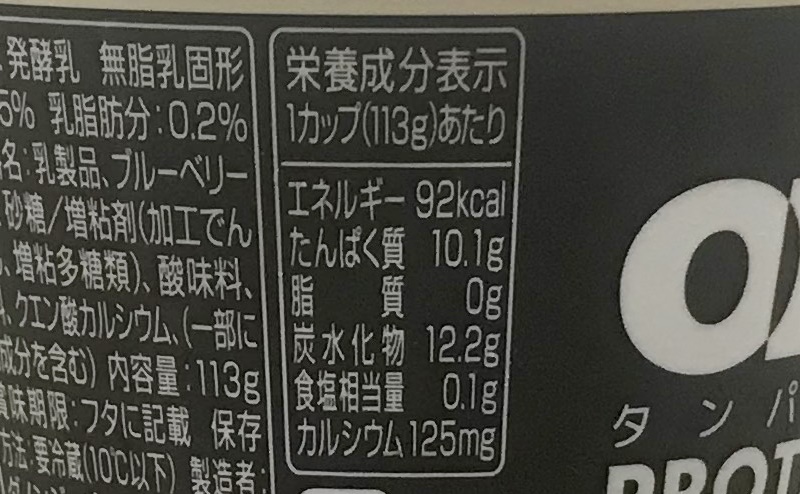 発酵乳 無脂乳固形
5% 乳脂肪分:0.2%
名:乳製品、ブルーベリー
砂糖/増粘剤(加工でん
、増粘多糖類)、酸味料、
、クエン酸カルシウム、(一部に
成分を含む) 内容量:113g
賞味期限:フタに記載 保存
方法:要冷蔵(10℃以下) 製造者:
栄養成分表示
1カップ(113g)あたり
エネルギー 92kcal
たんぱく質 10.1g
脂質 0g
炭水化物 12.2g
食塩相当量 0.1g
カルシウム 125mg
タンパ
PROT